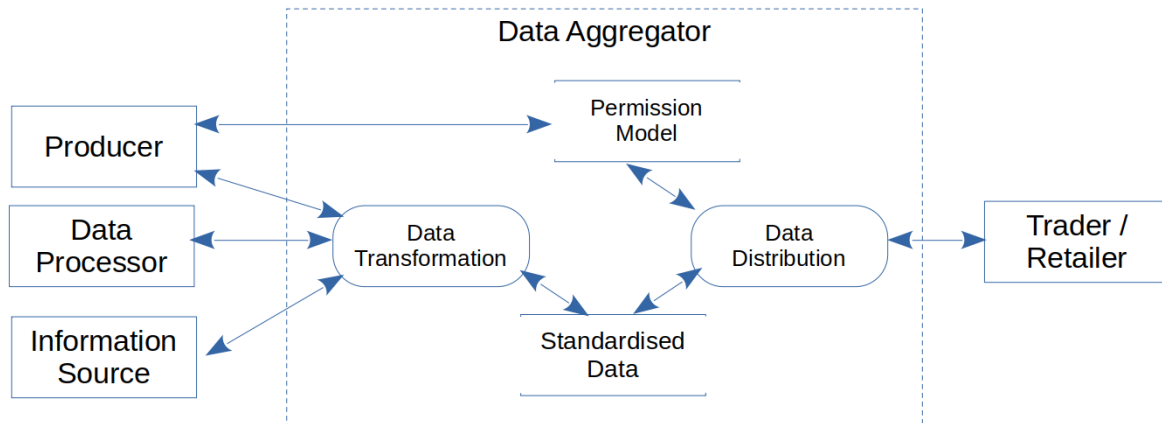 Data Aggregator
Permission
Model
Producer
Data
Processor
Data
Transformation
Data
Distribution
Trader /
Retailer
Information
Source
Standardised
Data